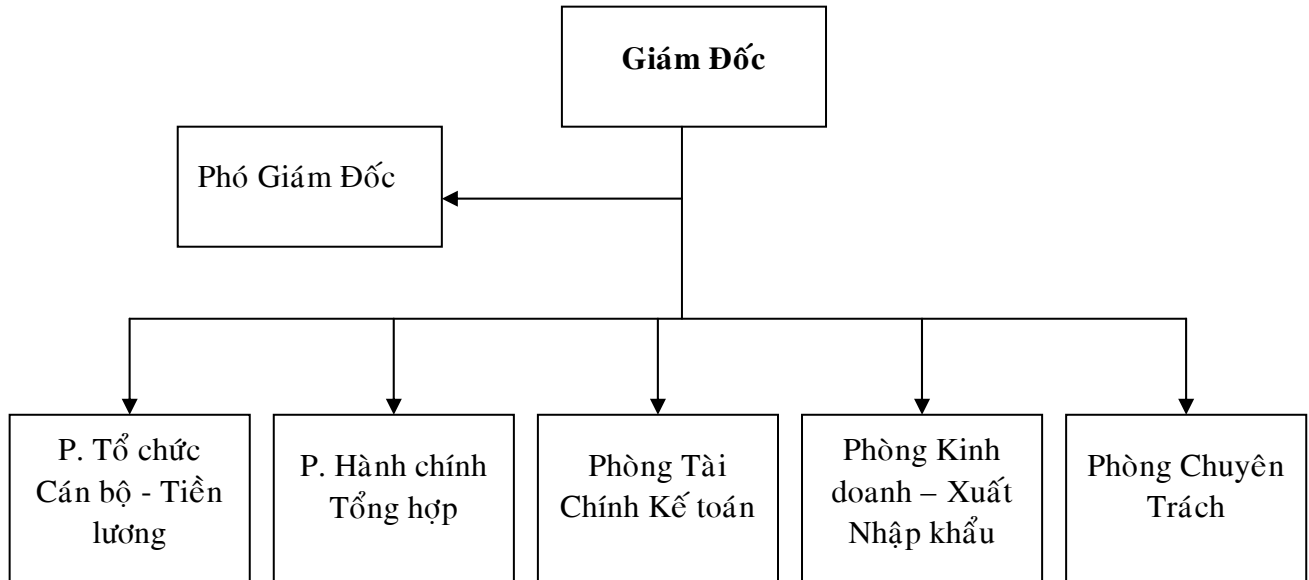 Giám Đốc
Phó Giám Đốc
P. Tổ chức
Cán bộ - Tiền
lương
P. Hành chính
Tổng hợp
Phòng Tài
Chính Kế toán
Phòng Kinh
doanh – Xuất
Nhập khẩu
Phòng Chuyên
Trách